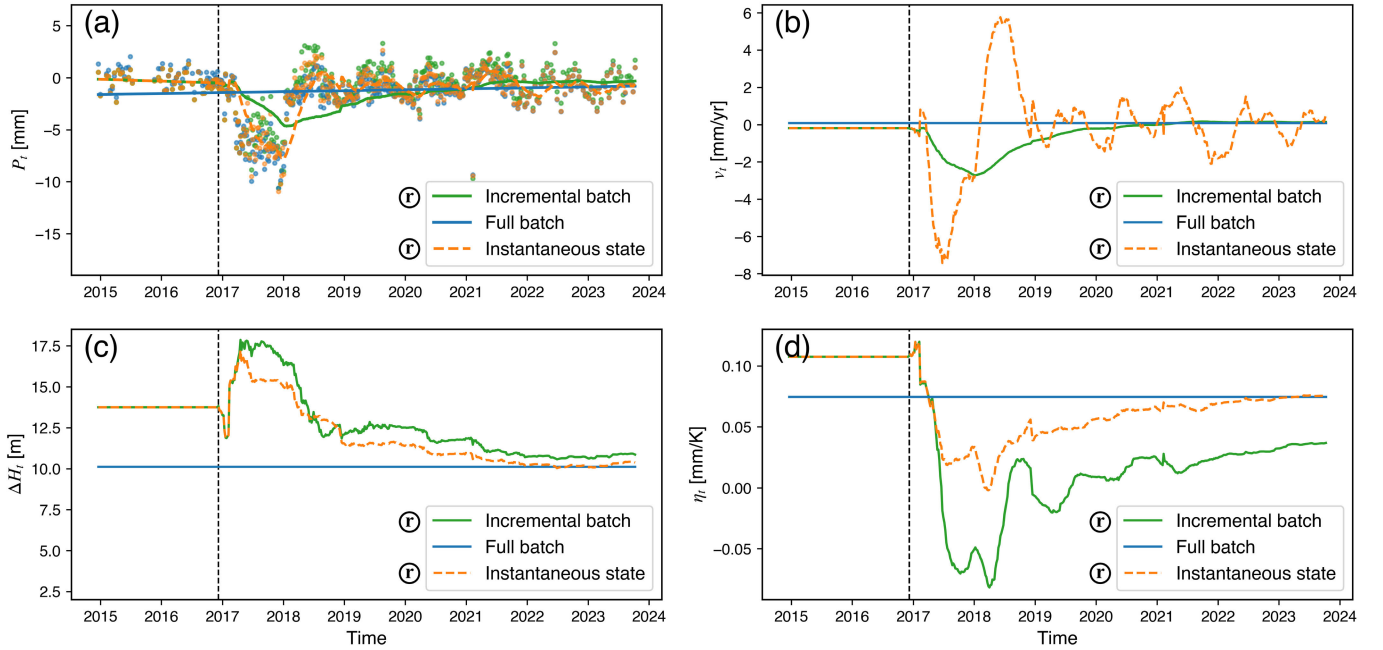 (a)
5
0
−5
−10
−15
P_t [mm]
ⓡ Incremental batch
Full batch
ⓡ Instantaneous state
2015 2016 2017 2018 2019 2020 2021 2022 2023 2024
(b)
6
4
2
0
−2
−4
−6
−8
v_t [mm/yr]
ⓡ Incremental batch
Full batch
ⓡ Instantaneous state
2015 2016 2017 2018 2019 2020 2021 2022 2023 2024
(c)
17.5
15.0
12.5
10.0
7.5
5.0
2.5
ΔH_t [m]
ⓡ Incremental batch
Full batch
ⓡ Instantaneous state
2015 2016 2017 2018 2019 2020 2021 2022 2023 2024
Time
(d)
0.10
0.05
0.00
−0.05
η_t [mm/K]
ⓡ Incremental batch
Full batch
ⓡ Instantaneous state
2015 2016 2017 2018 2019 2020 2021 2022 2023 2024
Time